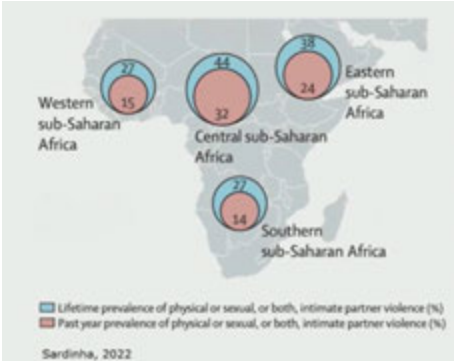 27
15
Western
sub-Saharan
Africa
44
32
Central sub-Saharan
Africa
38
24
Eastern
sub-Saharan
Africa
27
14
Southern
sub-Saharan Africa
Lifetime prevalence of physical or sexual, or both, intimate partner violence (%)
Past year prevalence of physical or sexual, or both, intimate partner violence (%)
Sardinha, 2022